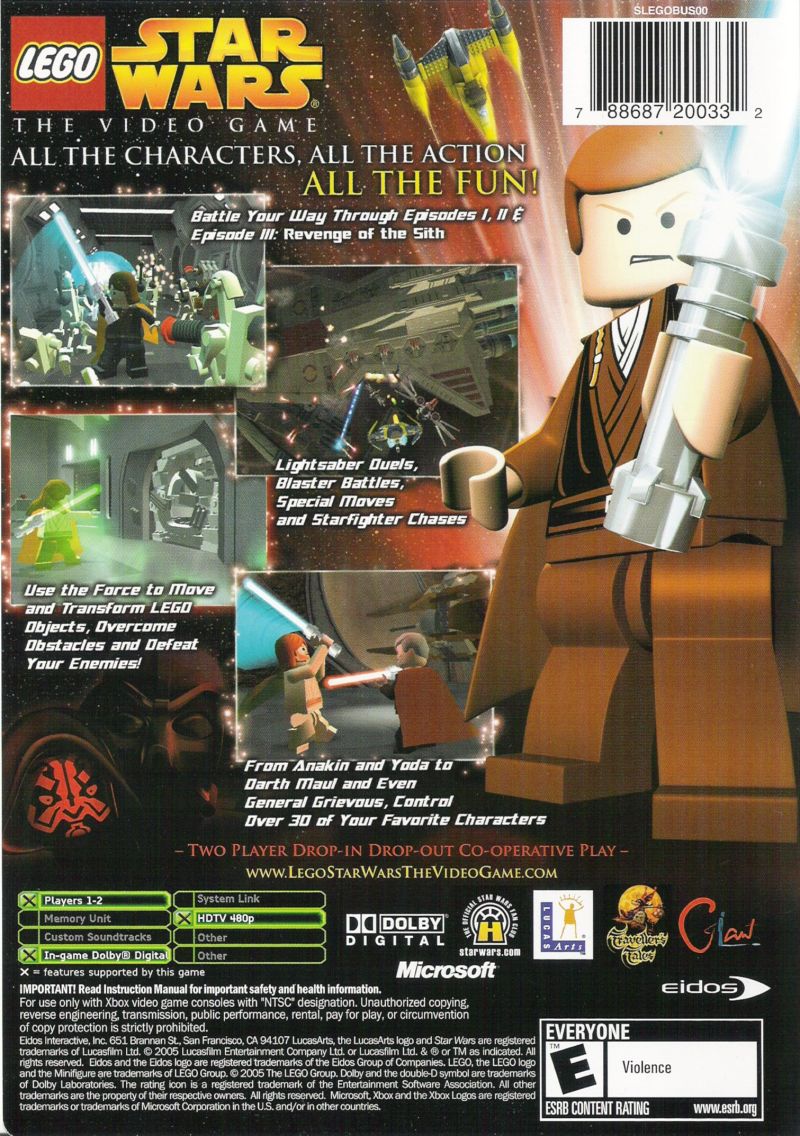 SLEGOBUS00
LEGO
STAR
WARS®
THE VIDEO GAME
7 88687 20033 2
ALL THE CHARACTERS, ALL THE ACTION
ALL THE FUN!
Battle Your Way Through Episodes I, II &
Episode III: Revenge of the Sith
Lightsaber Duels,
Blaster Battles,
Special Moves
and Starfighter Chases
Use the Force to Move
and Transform LEGO
Objects, Overcome
Obstacles and Defeat
Your Enemies!
From Anakin and Yoda to
Darth Maul and Even
General Grievous, Control
Over 30 of Your Favorite Characters
– TWO PLAYER DROP-IN DROP-OUT CO-OPERATIVE PLAY –
WWW.LEGOSTARWARSTHEVIDEOGAME.COM
X Players 1-2
Memory Unit
Custom Soundtracks
X In-game Dolby® Digital
System Link
X HDTV 480p
Other
Other
X = features supported by this game
DOLBY
DIGITAL
THE OFFICIAL STAR WARS FAN CLUB
starwars.com
LUCAS
Arts
Traveller's
Tales
Giant
Microsoft®
eidos
IMPORTANT! Read Instruction Manual for important safety and health information.
For use only with Xbox video game consoles with "NTSC" designation. Unauthorized copying,
reverse engineering, transmission, public performance, rental, pay for play, or circumvention
of copy protection is strictly prohibited.
Eidos Interactive, Inc. 651 Brannan St., San Francisco, CA 94107 LucasArts, the LucasArts logo and Star Wars are registered
trademarks of Lucasfilm Ltd. © 2005 Lucasfilm Entertainment Company Ltd. or Lucasfilm Ltd. & ® or TM as indicated. All
rights reserved. Eidos and the Eidos logo are registered trademarks of the Eidos Group of Companies. LEGO, the LEGO logo
and the Minifigure are trademarks of LEGO Group. © 2005 The LEGO Group. Dolby and the double-D symbol are trademarks
of Dolby Laboratories. The rating icon is a registered trademark of the Entertainment Software Association. All other
trademarks are the property of their respective owners. All rights reserved. Microsoft, Xbox and the Xbox Logos are registered
trademarks or trademarks of Microsoft Corporation in the U.S. and/or in other countries.
EVERYONE
TM
E
Violence
ESRB CONTENT RATING www.esrb.org